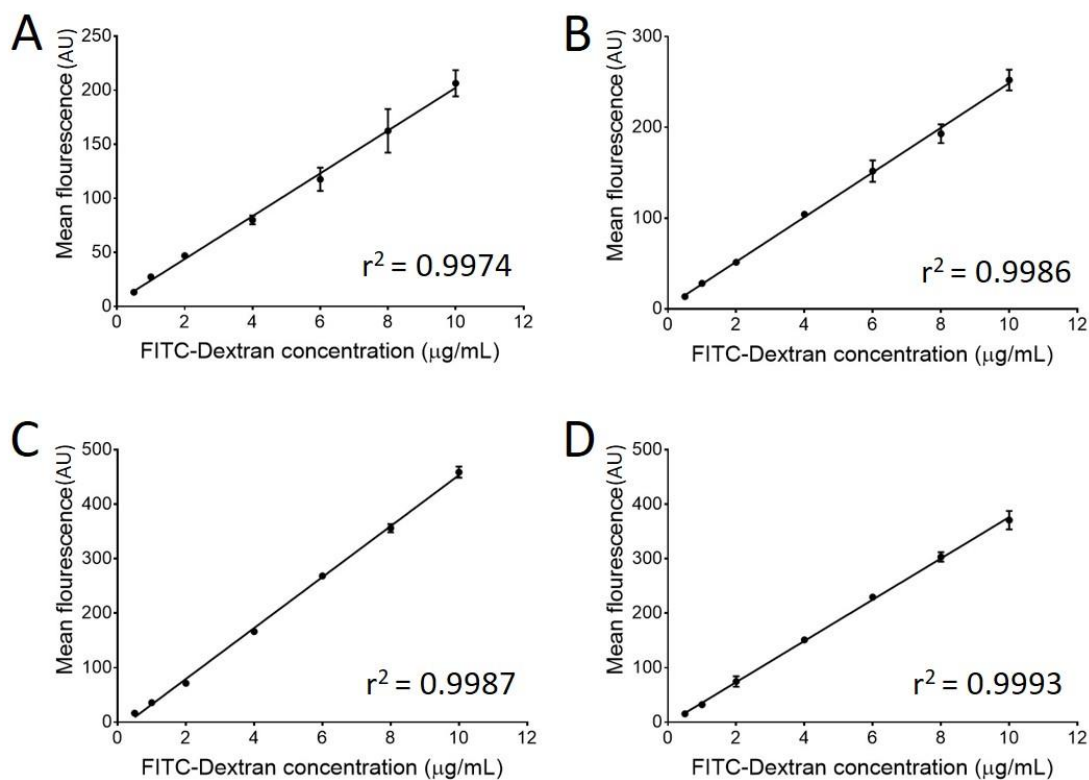 A
Mean flourescence(AU)
250
200
150
100
50
0
0 2 4 6 8 10 12
FITC-Dextran concentration (μg/mL)
r² = 0.9974
B
Mean flourescence(AU)
300
200
100
0
0 2 4 6 8 10 12
FITC-Dextran concentration (μg/mL)
r² = 0.9986
C
Mean flourescence(AU)
500
400
300
200
100
0
0 2 4 6 8 10 12
FITC-Dextran concentration (μg/mL)
r² = 0.9987
D
Mean flourescence(AU)
500
400
300
200
100
0
0 2 4 6 8 10 12
FITC-Dextran concentration (μg/mL)
r² = 0.9993